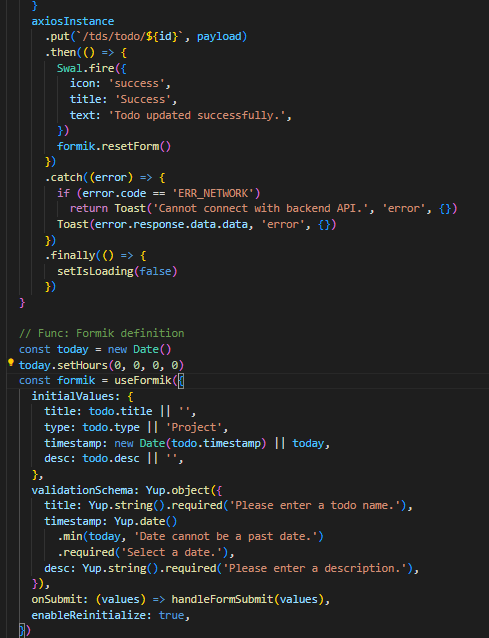 }
axiosInstance
.put(`/tds/todo/${id}`, payload)
.then(() => {
Swal.fire({
icon: 'success',
title: 'Success',
text: 'Todo updated successfully.',
})
formik.resetForm()
})
.catch((error) => {
if (error.code == 'ERR_NETWORK')
return Toast('Cannot connect with backend API.', 'error', {})
Toast(error.response.data.data, 'error', {})
})
.finally(() => {
setIsLoading(false)
})
}
// Func: Formik definition
const today = new Date()
today.setHours(0, 0, 0, 0)
const formik = useFormik({
initialValues: {
title: todo.title || '',
type: todo.type || 'Project',
timestamp: new Date(todo.timestamp) || today,
desc: todo.desc || '',
},
validationSchema: Yup.object({
title: Yup.string().required('Please enter a todo name.'),
timestamp: Yup.date()
.min(today, 'Date cannot be a past date.')
.required('Select a date.'),
desc: Yup.string().required('Please enter a description.'),
}),
onSubmit: (values) => handleFormSubmit(values),
enableReinitialize: true,
})